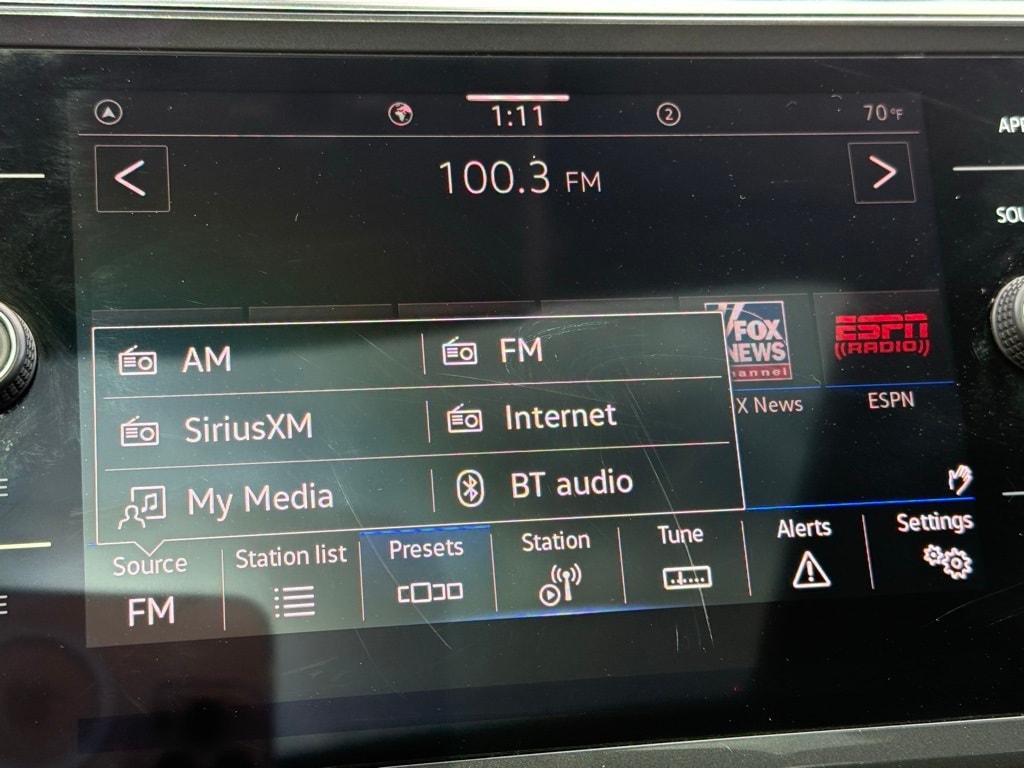 1:11
2
70°F
100.3 FM
AM
FM
SiriusXM
Internet
My Media
BT audio
FOX
NEWS
channel
X News
ESPN
((RADIO))
ESPN
Source
FM
Station list
Presets
Station
Tune
Alerts
Settings